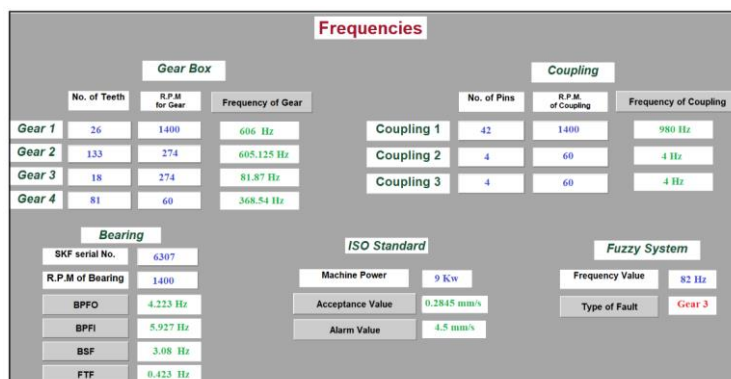 Frequencies
Gear Box
No. of Teeth R.P.M for Gear Frequency of Gear
Gear 1 26 1400 606 Hz
Gear 2 133 274 605.125Hz
Gear 3 18 274 81.87 Hz
Gear 4 81 60 368.54 Hz
Coupling
No. of Pins R.P.M. of Coupling Frequency of Coupling
Coupling 1 42 1400 980 Hz
Coupling 2 4 60 4 Hz
Coupling 3 4 60 4 Hz
Bearing
SKF serial No. 6307
R.P.M of Bearing 1400
BPFO 4.223 Hz
BPFI 5.927 Hz
BSF 3.08 Hz
FTF 0.423 Hz
ISO Standard
Machine Power 9 Kw
Acceptance Value 0.2845 mm/s
Alarm Value 4.5 mm/s
Fuzzy System
Frequency Value 82 Hz
Type of Fault Gear 3